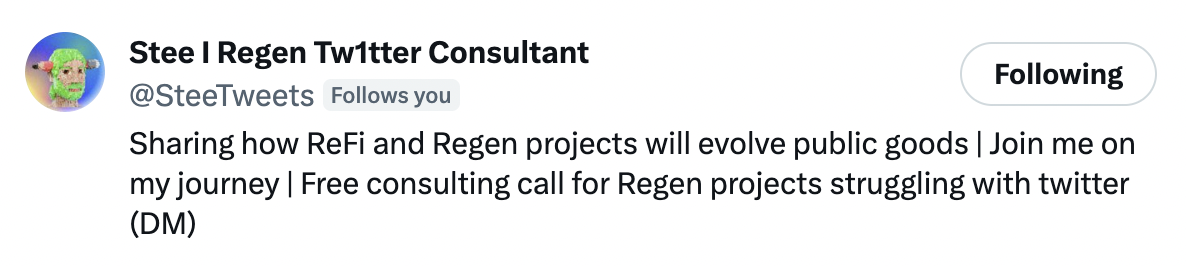 Stee I Regen Tw1tter Consultant
@SteeTweets Follows you
Following
Sharing how ReFi and Regen projects will evolve public goods | Join me on
my journey | Free consulting call for Regen projects struggling with twitter
(DM)